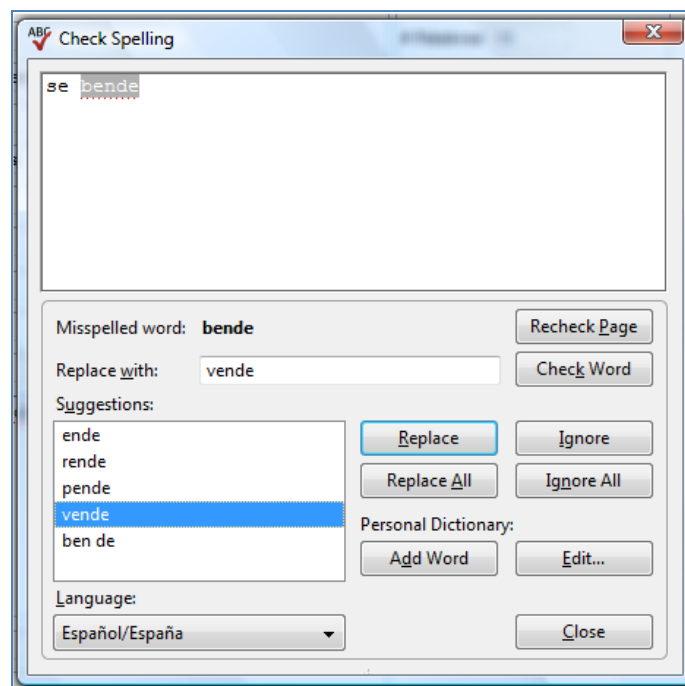 ABC Check Spelling
se bende
Misspelled word: bende
Recheck Page
Replace with: vende
Check Word
Suggestions:
ende
rende
pende
vende
ben de
Replace
Ignore
Replace All
Ignore All
Personal Dictionary:
Add Word
Edit...
Language:
Español/España
Close